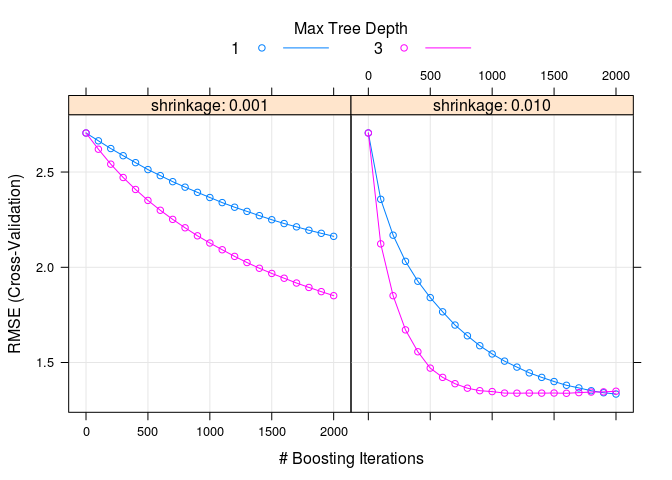 Max Tree Depth
1 3
0 500 1000 1500 2000
shrinkage: 0.001 shrinkage: 0.010
2.5
2.0
1.5
RMSE (Cross-Validation)
0 500 1000 1500 2000
# Boosting Iterations